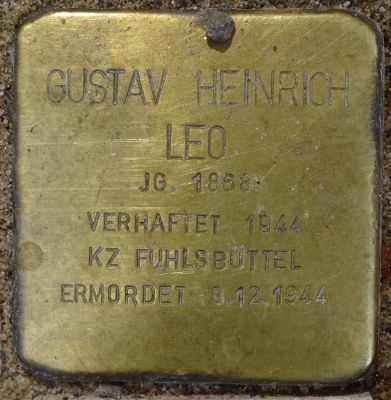 GUSTAV HEINRICH
LEO
JG. 1868
VERHAFTET 1944
KZ FUHLSBÜTTEL
ERMORDET 8.12.1944